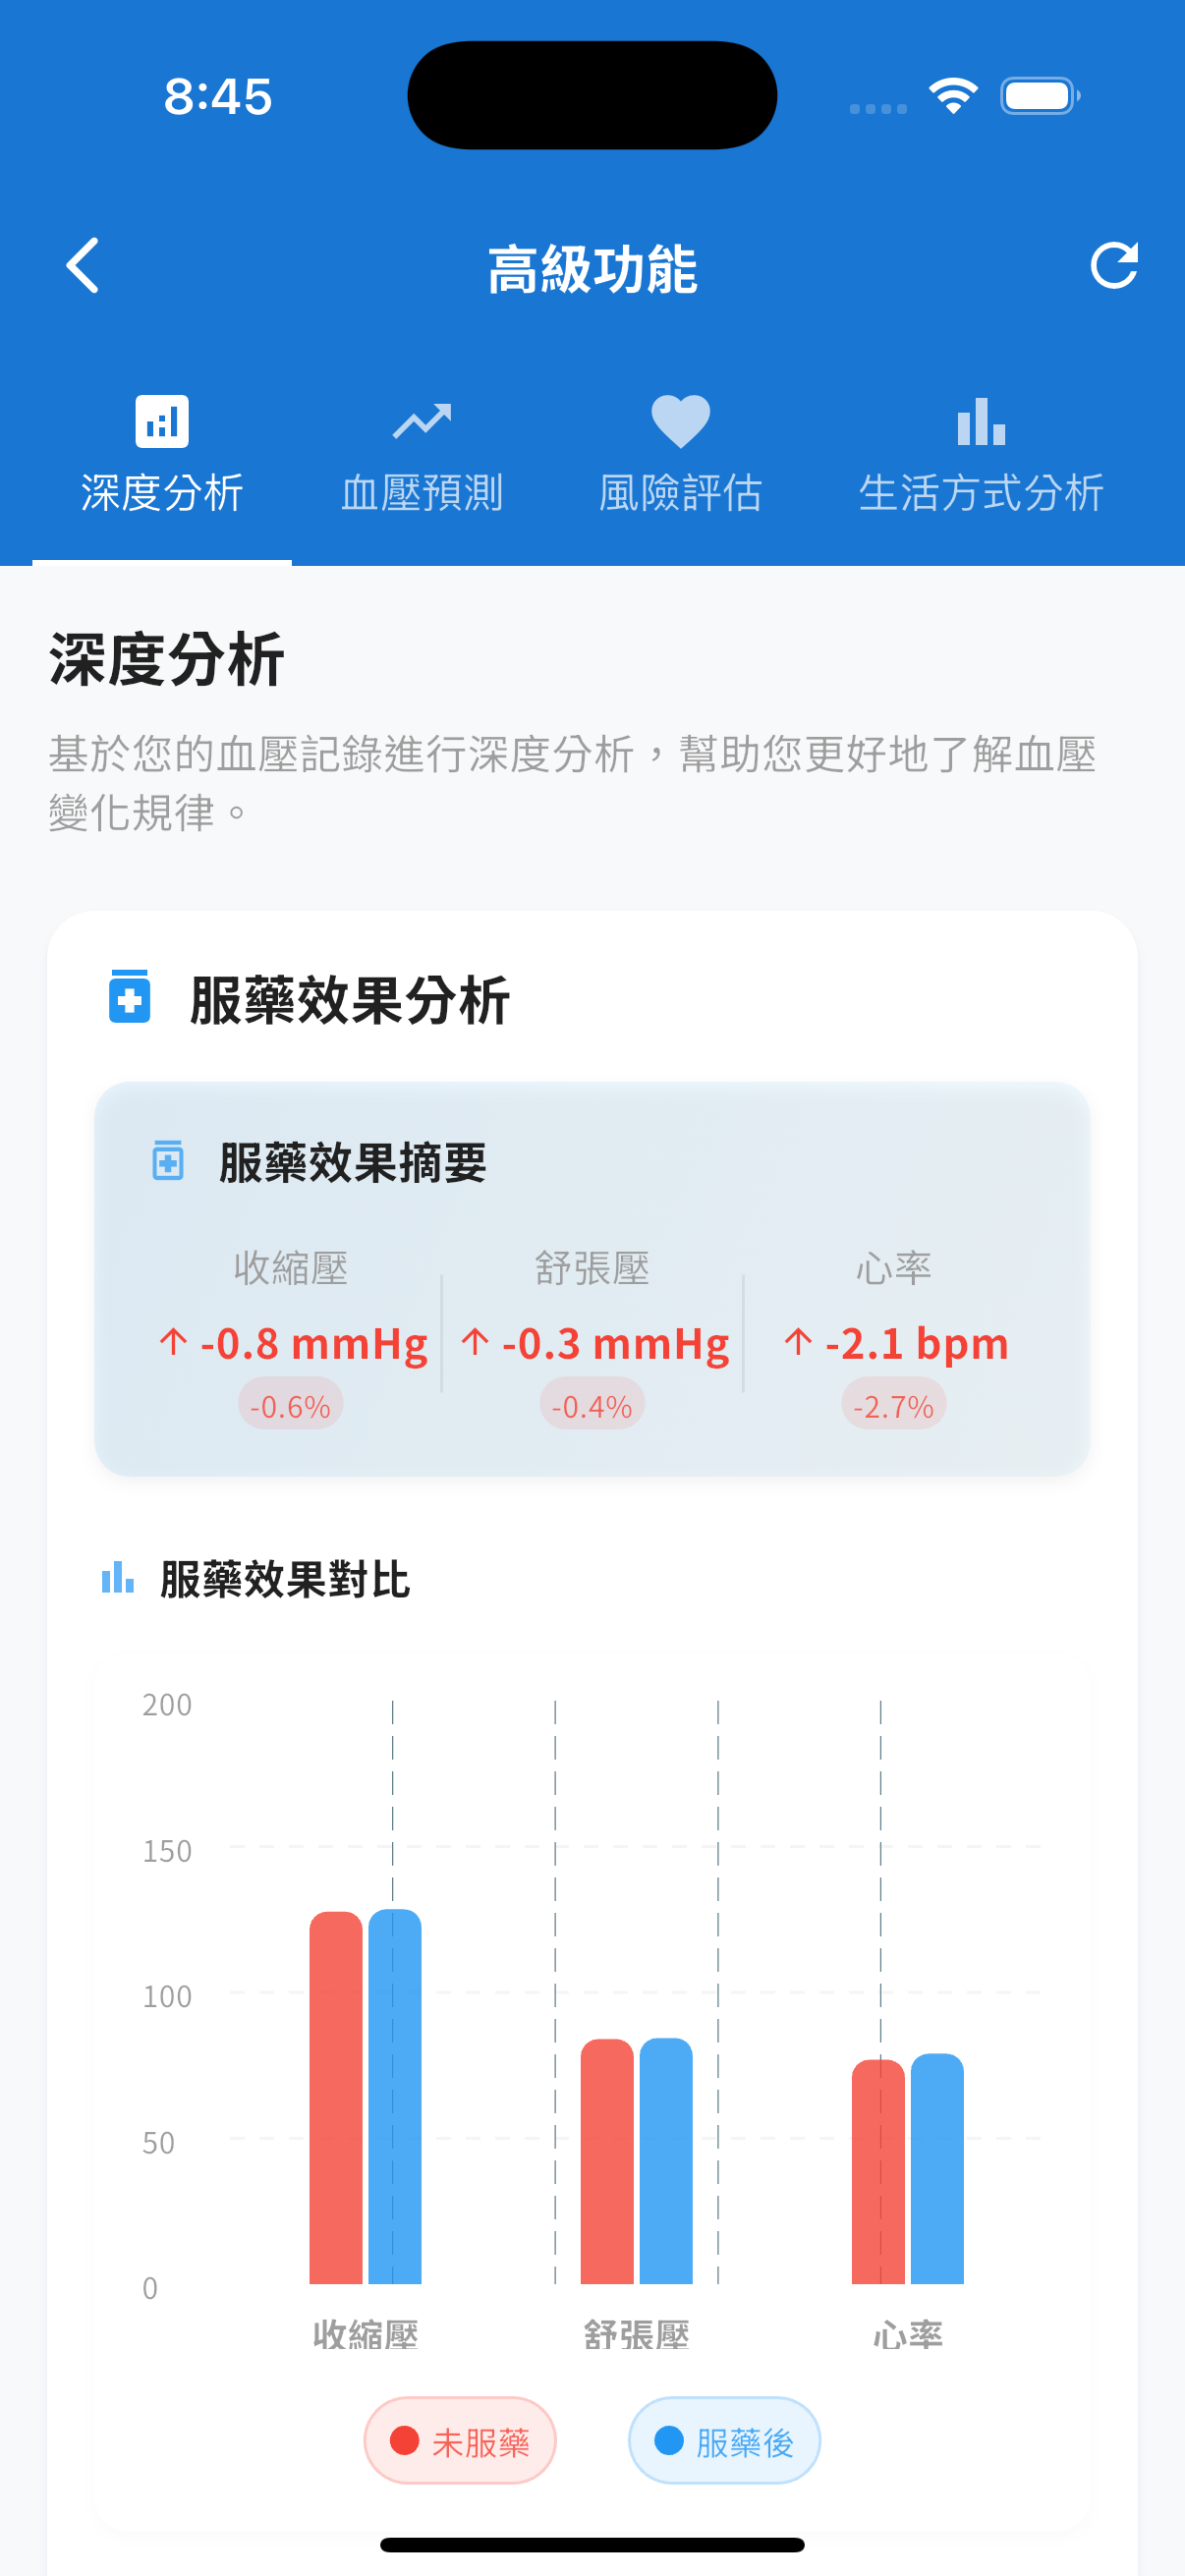 8:45
高級功能
深度分析
血壓預測
風險評估
生活方式分析
深度分析
基於您的血壓記錄進行深度分析，幫助您更好地了解血壓
變化規律。
服藥效果分析
服藥效果摘要
收縮壓
舒張壓
心率
↑ -0.8 mmHg
↑ -0.3 mmHg
↑ -2.1 bpm
-0.6%
-0.4%
-2.7%
服藥效果對比
200
150
100
50
0
收縮壓
舒張壓
心率
未服藥
服藥後